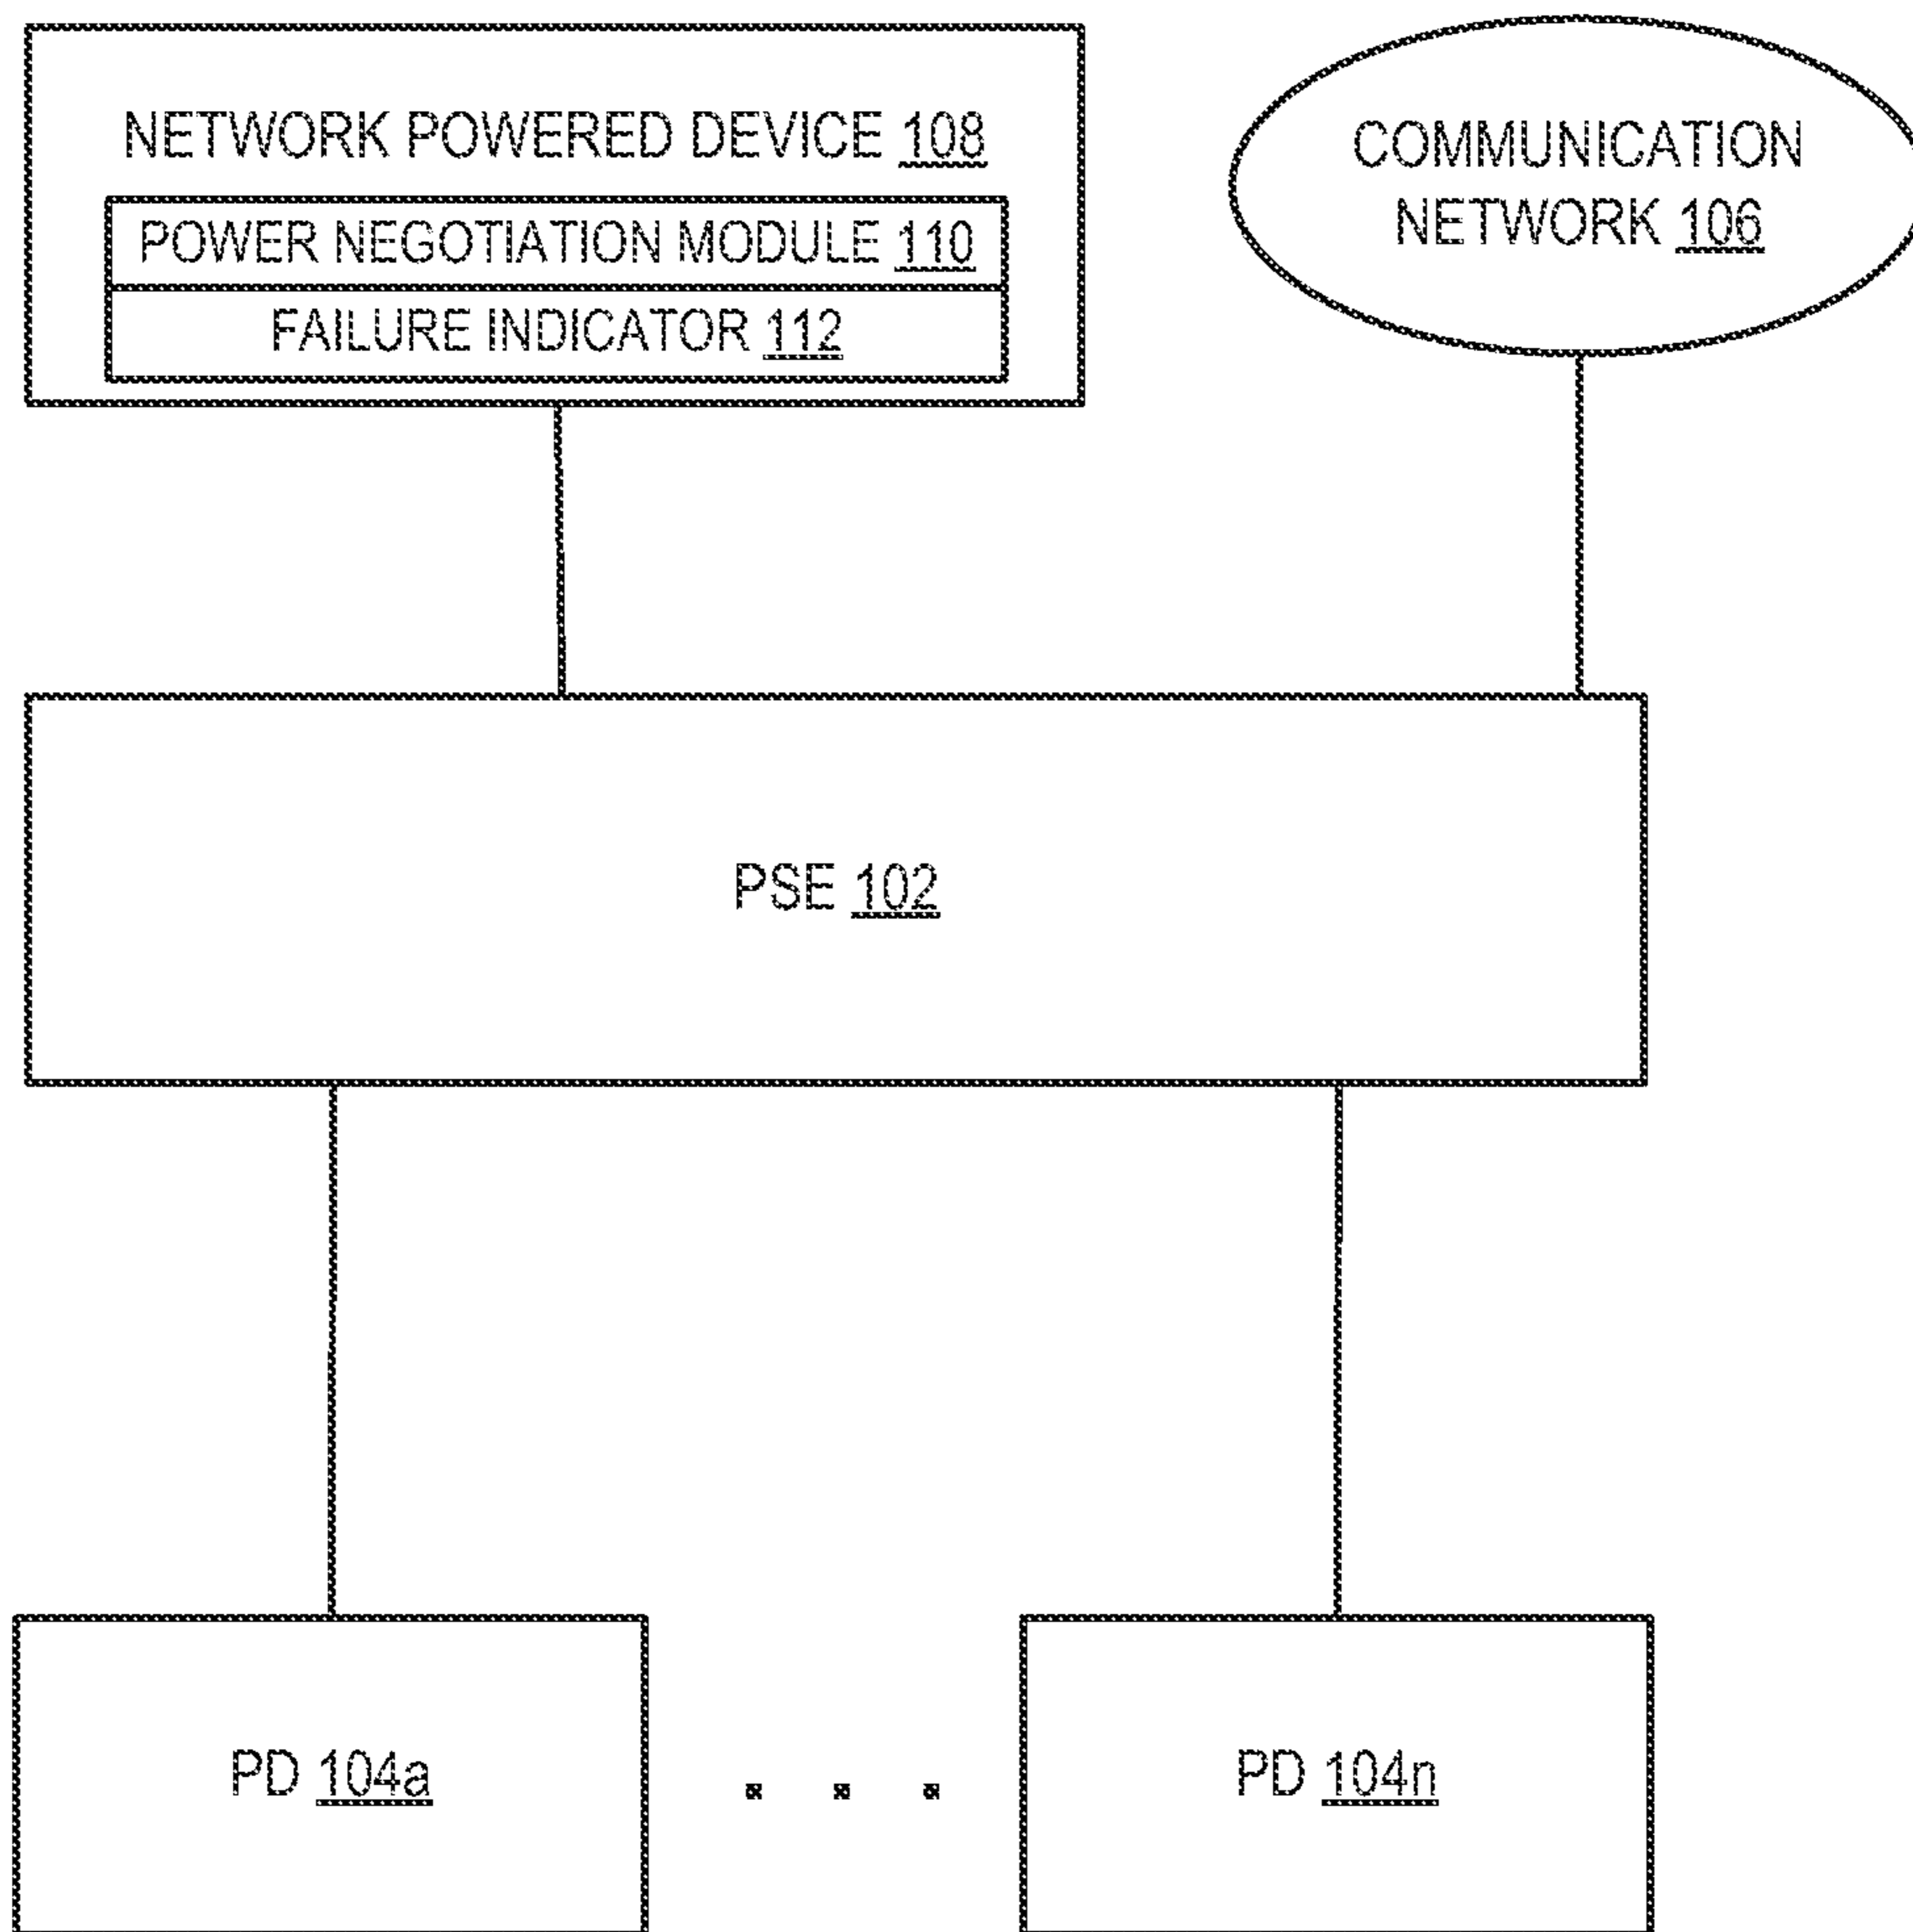 NETWORK POWERED DEVICE 108
POWER NEGOTIATION MODULE 110
FAILURE INDICATOR 112
COMMUNICATION
NETWORK 106
PSE 102
PD 104a
PD 104n